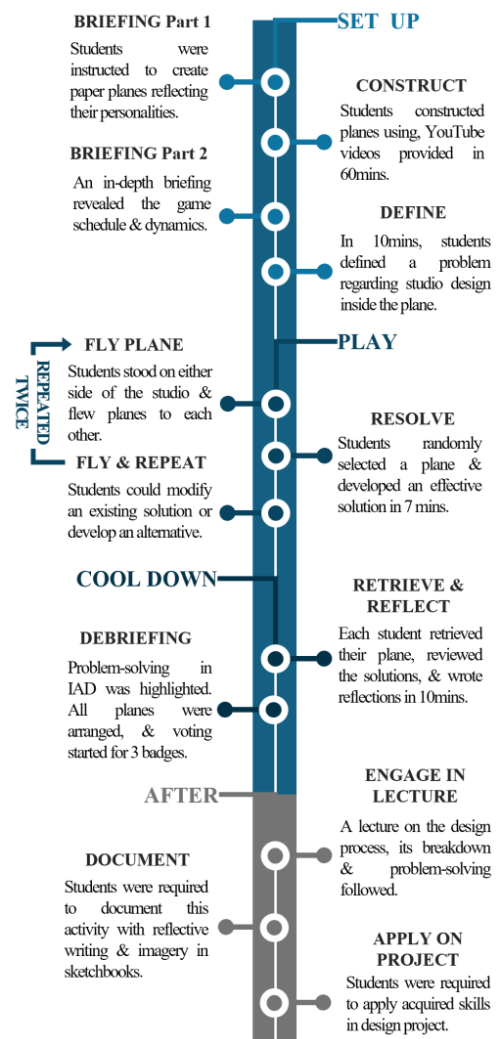 SET UP
BRIEFING Part 1
Students were
instructed to create
paper planes reflecting
their personalities.
CONSTRUCT
Students constructed
planes using, YouTube
videos provided in
60mins.
BRIEFING Part 2
An in-depth briefing
revealed the game
schedule & dynamics.
DEFINE
In 10mins, students
defined a problem
regarding studio design
inside the plane.
PLAY
REPEATED
TWICE
FLY PLANE
Students stood on either
side of the studio &
flew planes to each
other.
RESOLVE
Students randomly
selected a plane &
developed an effective
solution in 7 mins.
FLY & REPEAT
Students could modify
an existing solution or
develop an alternative.
COOL DOWN
RETRIEVE &
REFLECT
Each student retrieved
their plane, reviewed
the solutions, & wrote
reflections in 10mins.
DEBRIEFING
Problem-solving in
IAD was highlighted.
All planes were
arranged, & voting
started for 3 badges.
AFTER
ENGAGE IN
LECTURE
A lecture on the design
process, its breakdown
& problem-solving
followed.
DOCUMENT
Students were required
to document this
activity with reflective
writing & imagery in
sketchbooks.
APPLY ON
PROJECT
Students were required
to apply acquired skills
in design project.